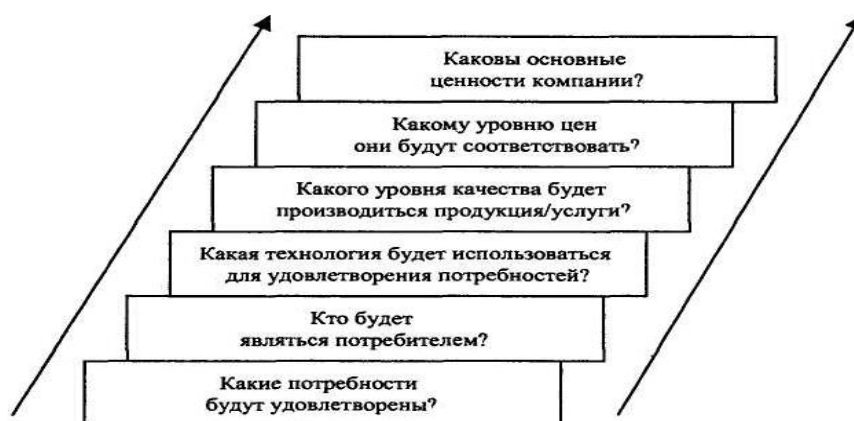 Каковы основные
ценности компании?
Какому уровню цен
они будут соответствовать?
Какого уровня качества будет
производиться продукция/услуги?
Какая технология будет использоваться
для удовлетворения потребностей?
Кто будет
являться потребителем?
Какие потребности
будут удовлетворены?